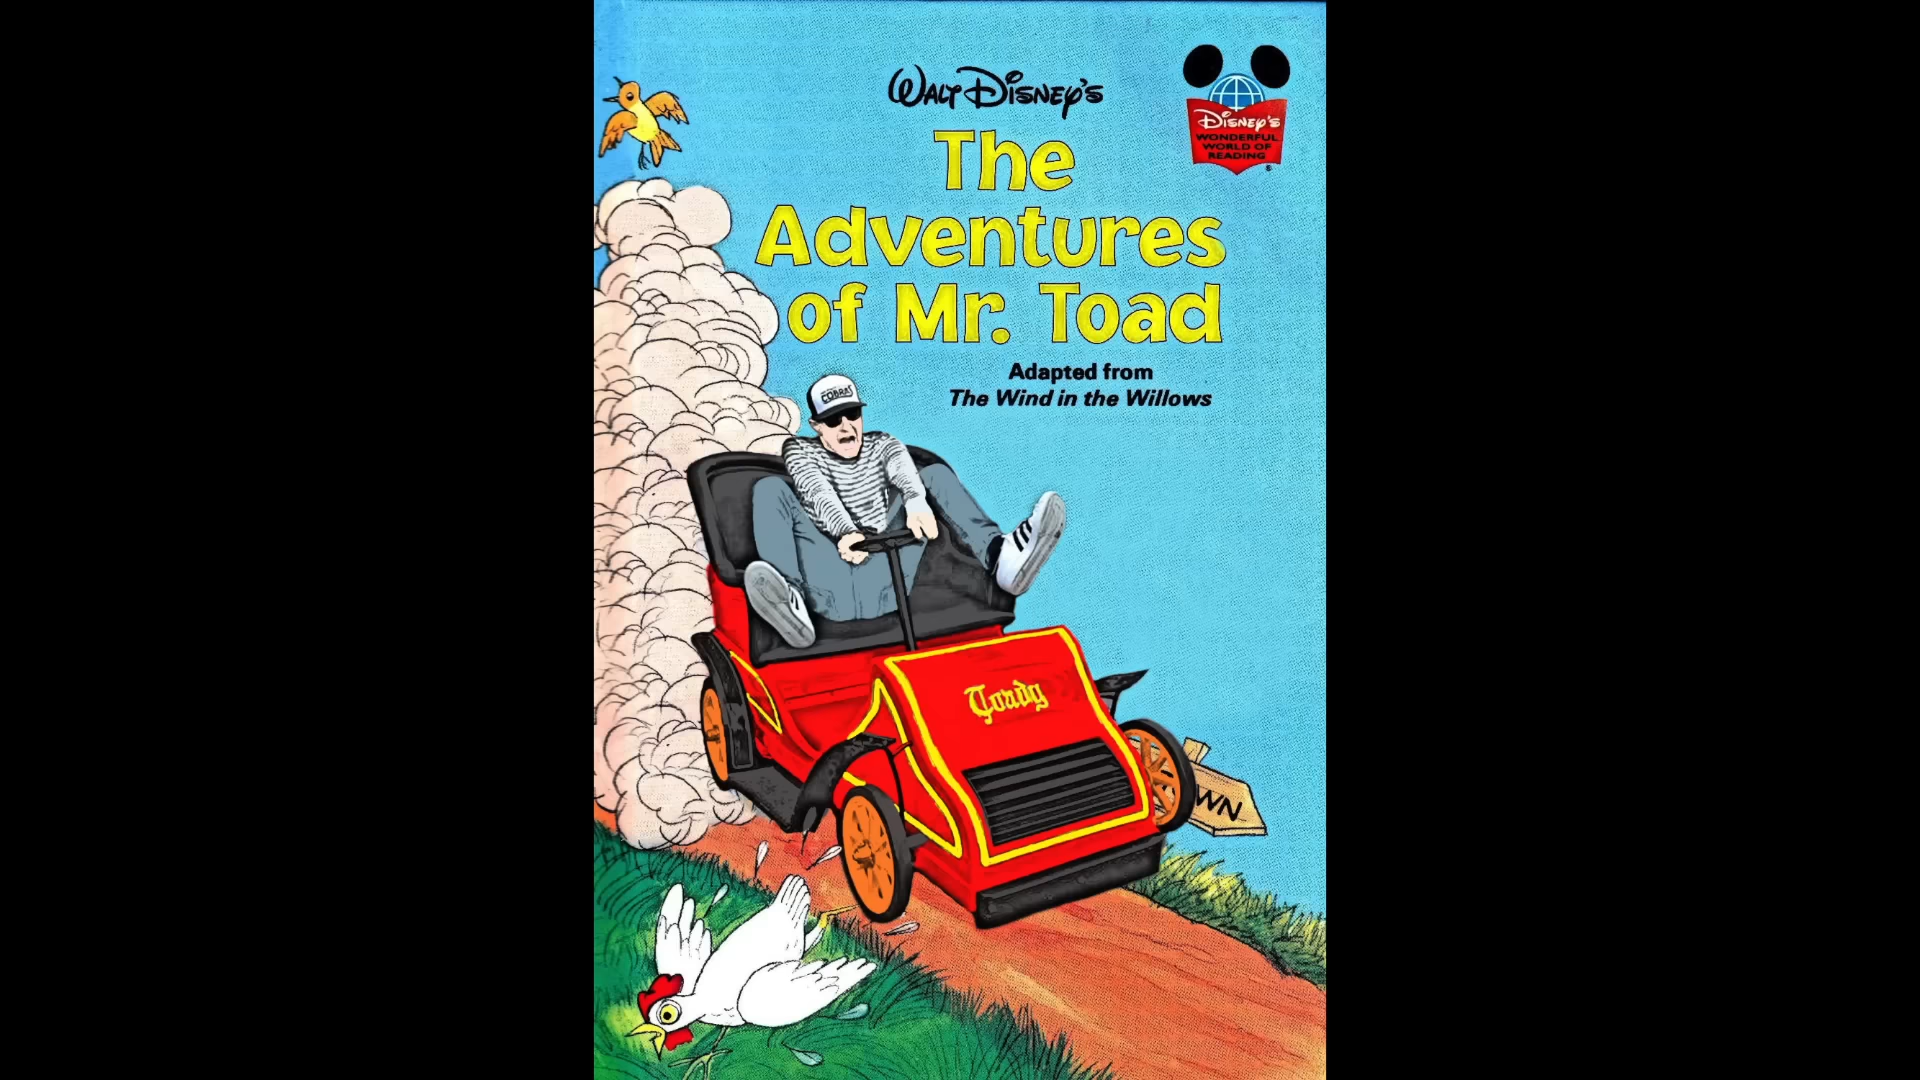 WALT DISNEY'S
The
Adventures
of Mr. Toad
Adapted from
The Wind in the Willows
DISNEY'S
WONDERFUL
WORLD OF
READING
®
COBRAS
Toady
WN